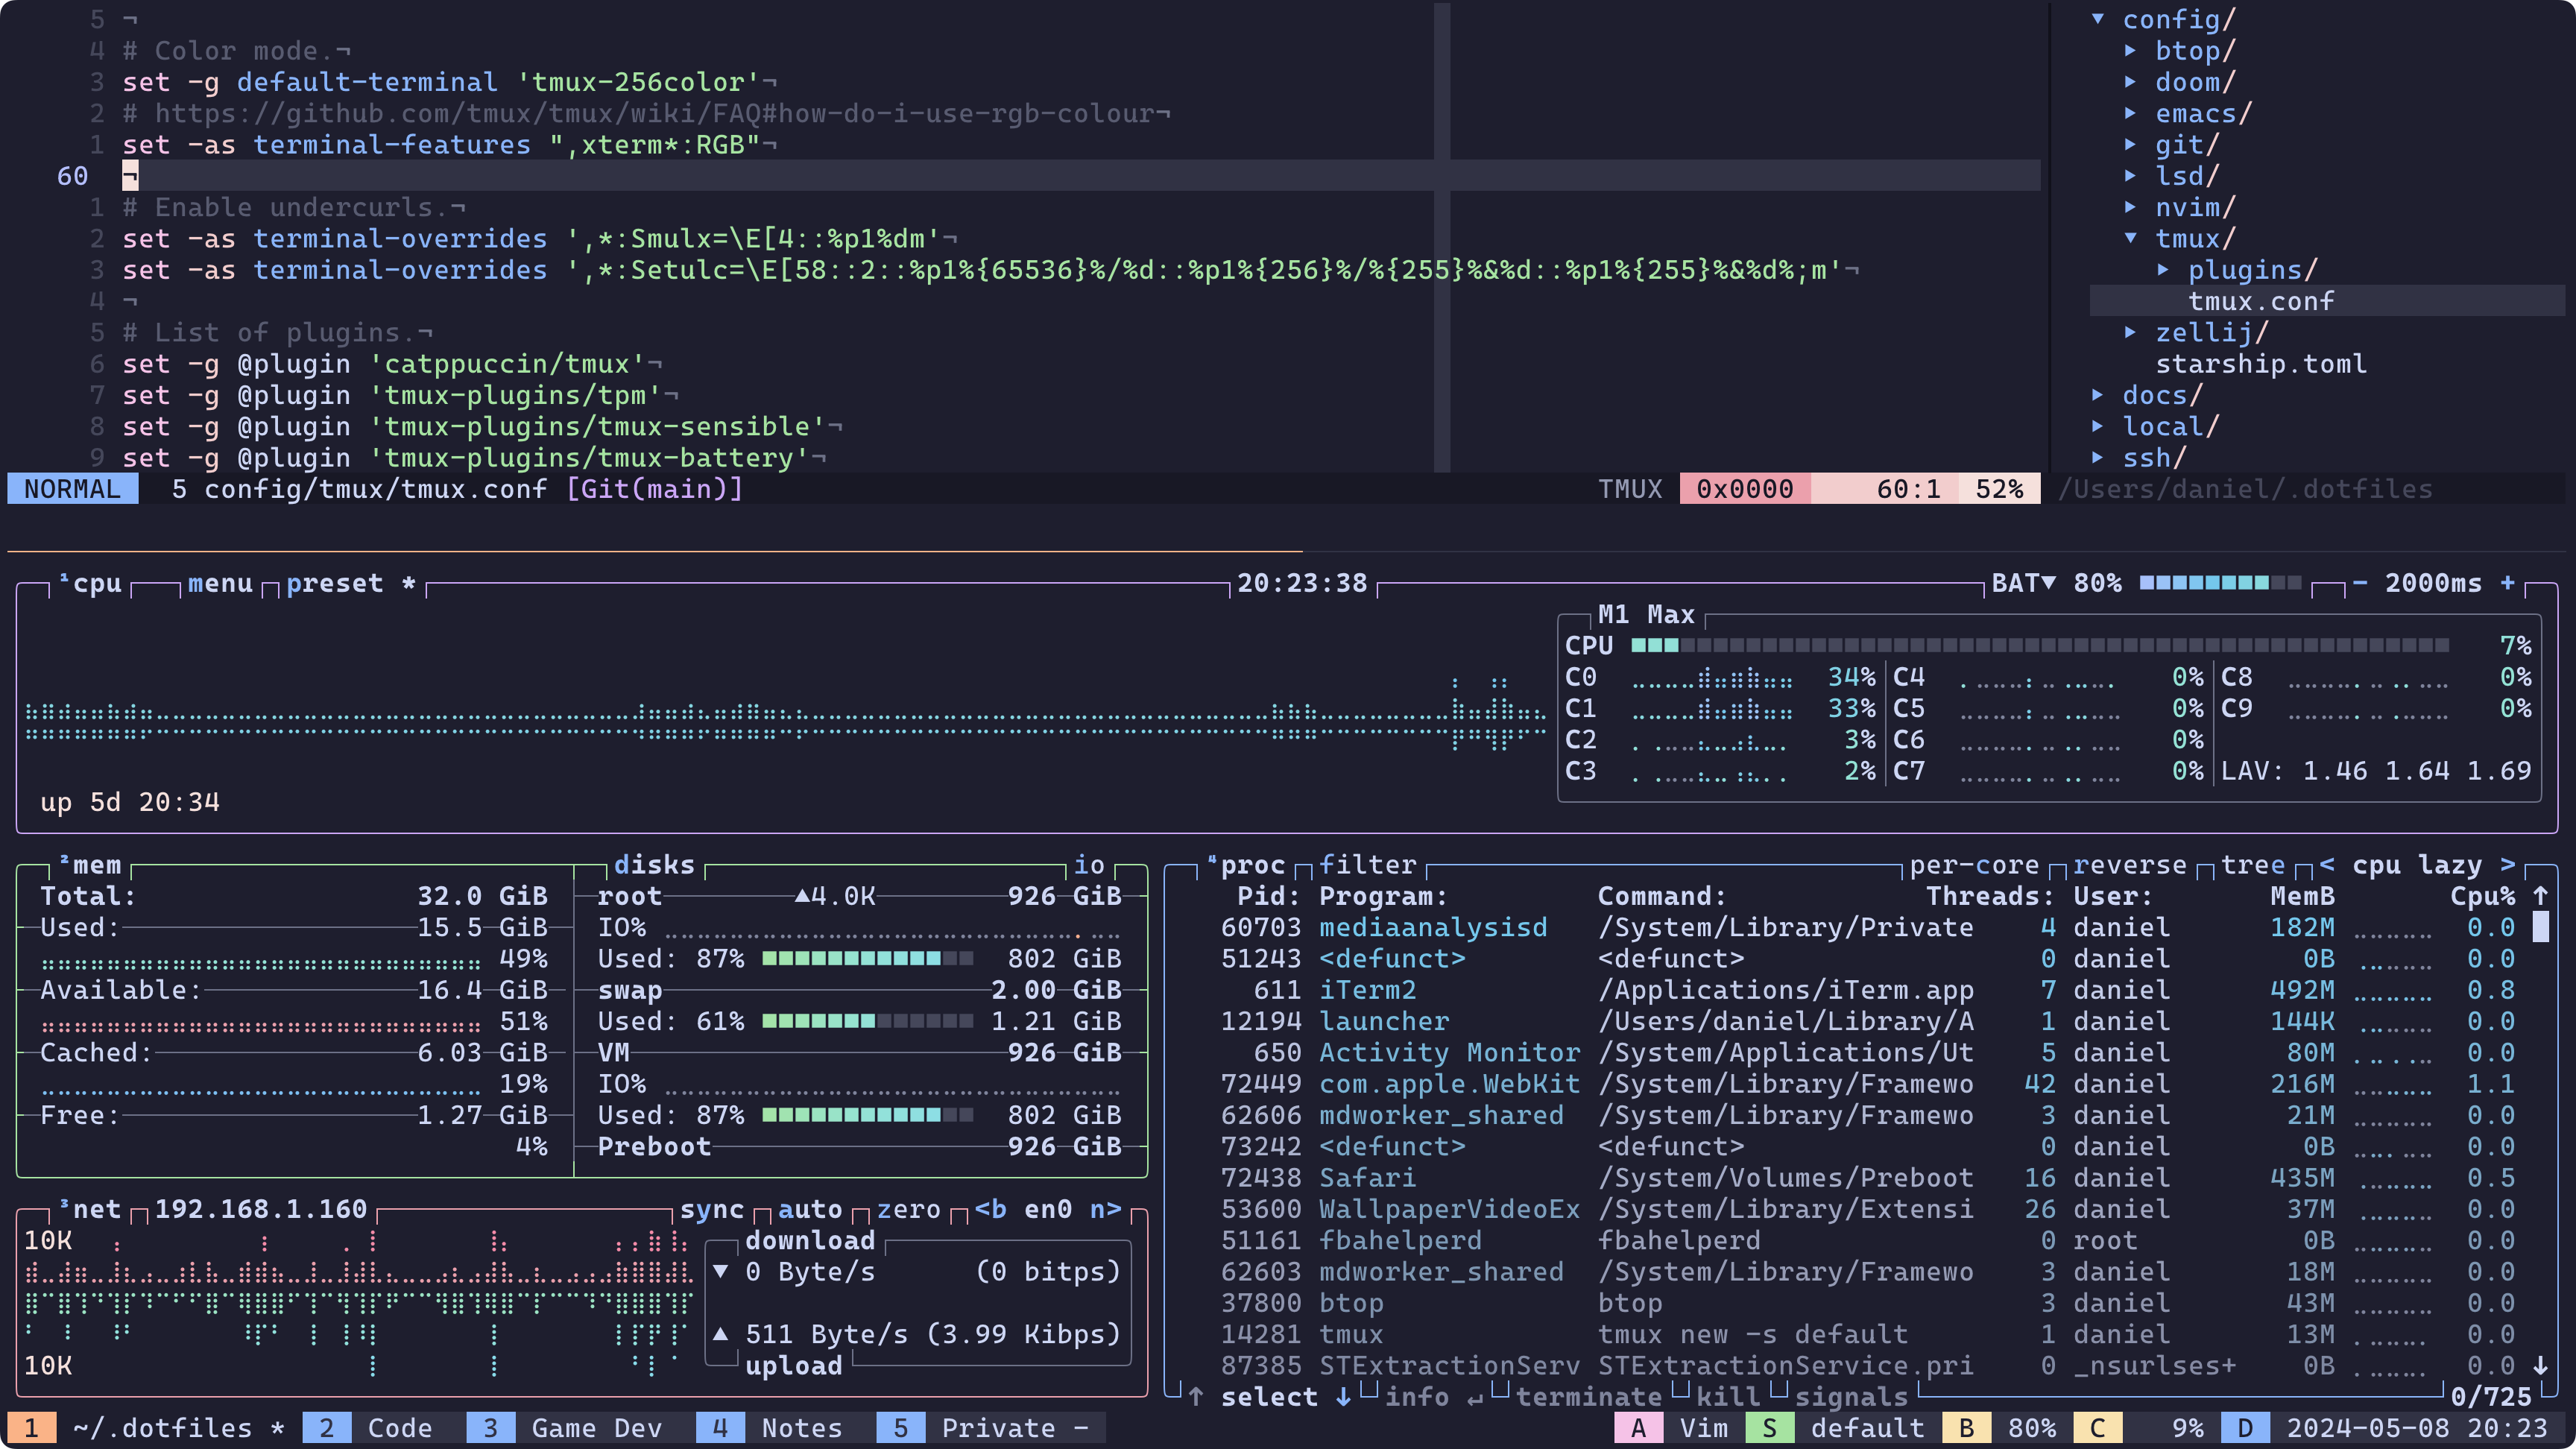 5 ¬
4 # Color mode.¬
3 set -g default-terminal 'tmux-256color'¬
2 # https://github.com/tmux/tmux/wiki/FAQ#how-do-i-use-rgb-colour¬
1 set -as terminal-features ",xterm*:RGB"¬
60 ¬
1 # Enable undercurls.¬
2 set -as terminal-overrides ',*:Smulx=\E[4::%p1%dm'¬
3 set -as terminal-overrides ',*:Setulc=\E[58::2::%p1%{65536}%/%d::%p1%{256}%/%{255}%&%d::%p1%{255}%&%d%;m'¬
4 ¬
5 # List of plugins.¬
6 set -g @plugin 'catppuccin/tmux'¬
7 set -g @plugin 'tmux-plugins/tpm'¬
8 set -g @plugin 'tmux-plugins/tmux-sensible'¬
9 set -g @plugin 'tmux-plugins/tmux-battery'¬
NORMAL 5 config/tmux/tmux.conf [Git(main)] TMUX 0x0000 60:1 52%
▼ config/
▶ btop/
▶ doom/
▶ emacs/
▶ git/
▶ lsd/
▶ nvim/
▼ tmux/
▶ plugins/
tmux.conf
▶ zellij/
starship.toml
▶ docs/
▶ local/
▶ ssh/
/Users/daniel/.dotfiles
¹cpu menu preset * 20:23:38 BAT▼ 80% - 2000ms +
M1 Max
CPU 7%
C0 34% C4 0% C8 0%
C1 33% C5 0% C9 0%
C2 3% C6 0%
C3 2% C7 0% LAV: 1.46 1.64 1.69
up 5d 20:34
²mem
Total: 32.0 GiB
Used: 15.5 GiB
49%
Available: 16.4 GiB
51%
Cached: 6.03 GiB
19%
Free: 1.27 GiB
4%
disks io
root ▲4.0K 926 GiB
IO%
Used: 87% 802 GiB
swap 2.00 GiB
Used: 61% 1.21 GiB
VM 926 GiB
IO%
Used: 87% 802 GiB
Preboot 926 GiB
³net 192.168.1.160 sync auto zero <b en0 n>
10K
download
▼ 0 Byte/s (0 bitps)
▲ 511 Byte/s (3.99 Kibps)
upload
10K
⁴proc filter per-core reverse tree < cpu lazy >
Pid: Program: Command: Threads: User: MemB Cpu% ↑
60703 mediaanalysisd /System/Library/Private 4 daniel 182M 0.0
51243 <defunct> <defunct> 0 daniel 0B 0.0
611 iTerm2 /Applications/iTerm.app 7 daniel 492M 0.8
12194 launcher /Users/daniel/Library/A 1 daniel 144K 0.0
650 Activity Monitor /System/Applications/Ut 5 daniel 80M 0.0
72449 com.apple.WebKit /System/Library/Framewo 42 daniel 216M 1.1
62606 mdworker_shared /System/Library/Framewo 3 daniel 21M 0.0
73242 <defunct> <defunct> 0 daniel 0B 0.0
72438 Safari /System/Volumes/Preboot 16 daniel 435M 0.5
53600 WallpaperVideoEx /System/Library/Extensi 26 daniel 37M 0.0
51161 fbahelperd fbahelperd 0 root 0B 0.0
62603 mdworker_shared /System/Library/Framewo 3 daniel 18M 0.0
37800 btop btop 3 daniel 43M 0.0
14281 tmux tmux new -s default 1 daniel 13M 0.0
87385 STExtractionServ STExtractionService.pri 0 _nsurlses+ 0B 0.0 ↓
↑ select ↓ info ↵ terminate kill signals 0/725
1 ~/.dotfiles * 2 Code 3 Game Dev 4 Notes 5 Private - A Vim S default B 80% C 9% D 2024-05-08 20:23